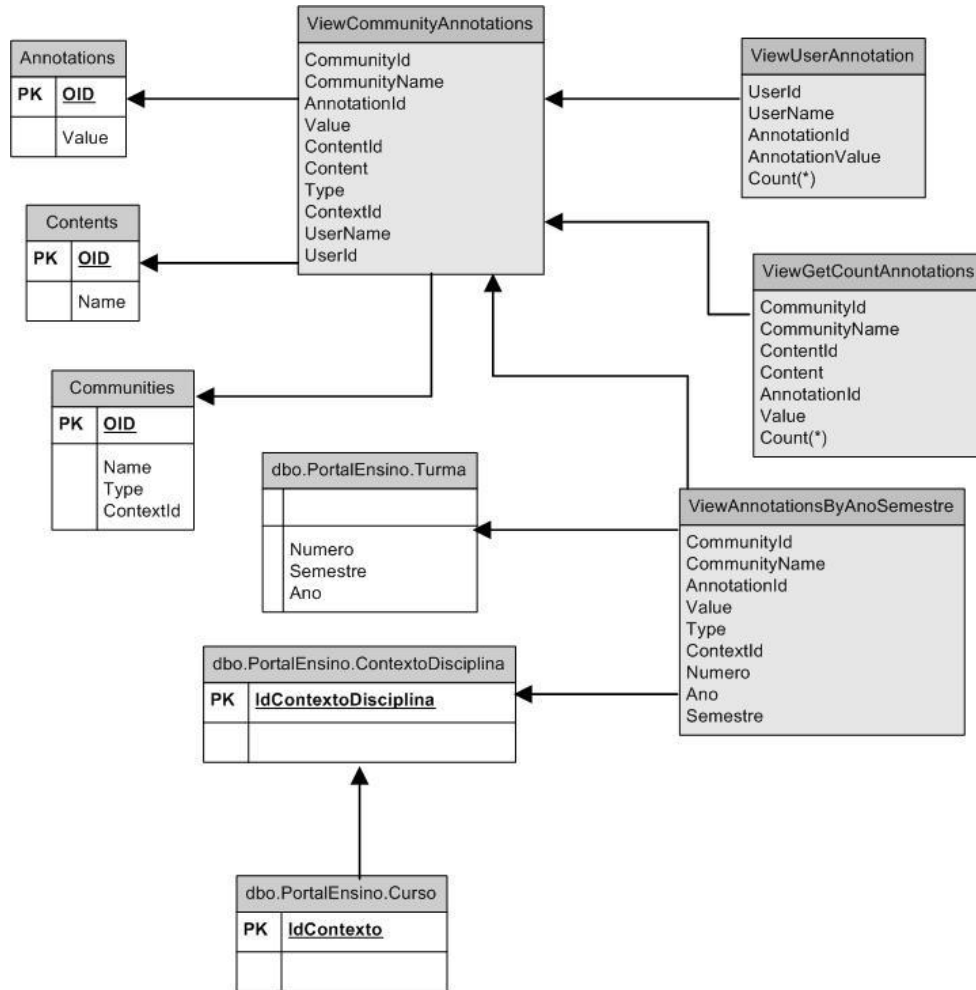 ViewCommunityAnnotations
CommunityId
CommunityName
AnnotationId
Value
ContentId
Content
Type
ContextId
UserName
UserId
Annotations
PK OID
Value
ViewUserAnnotation
UserId
UserName
AnnotationId
AnnotationValue
Count(*)
Contents
PK OID
Name
ViewGetCountAnnotations
CommunityId
CommunityName
ContentId
Content
AnnotationId
Value
Count(*)
Communities
PK OID
Name
Type
ContextId
dbo.PortalEnsino.Turma
Numero
Semestre
Ano
ViewAnnotationsByAnoSemestre
CommunityId
CommunityName
AnnotationId
Value
Type
ContextId
Numero
Ano
Semestre
dbo.PortalEnsino.ContextoDisciplina
PK IdContextoDisciplina
dbo.PortalEnsino.Curso
PK IdContexto